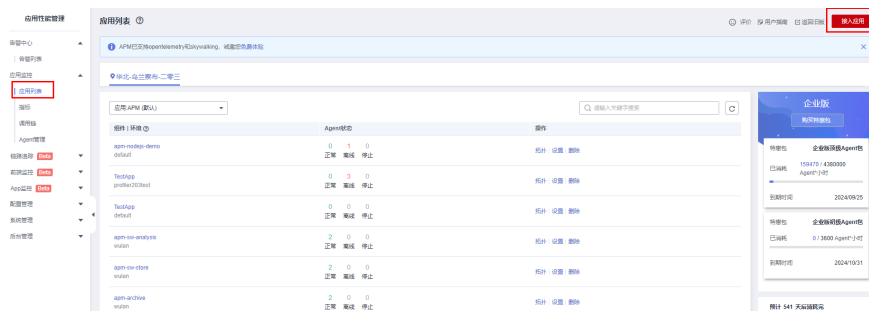 应用性能管理
应用列表
评价 用户指南 返回旧版 接入应用
告警中心
告警列表
应用监控
应用列表
指标
调用链
Agent管理
链路追踪 Beta
前端监控 Beta
App监控 Beta
配置管理
系统管理
后台管理
APM已支持opentelemetry和skywalking，诚邀您免费体验
华北-乌兰察布-二零三
应用:APM (默认)
请输入关键字搜索
组件 | 环境 Agent状态 操作
apm-nodejs-demo
default
0 1 0
正常 离线 停止
拓扑 设置 删除
TestApp
profiler203test
0 3 0
正常 离线 停止
拓扑 设置 删除
TestApp
default
0 0 0
正常 离线 停止
拓扑 设置 删除
apm-sw-analysis
wulan
2 0 0
正常 离线 停止
拓扑 设置 删除
apm-sw-store
wulan
2 0 0
正常 离线 停止
拓扑 设置 删除
apm-archive
wulan
2 0 0
正常 离线 停止
拓扑 设置 删除
企业版
购买特惠包
特惠包 企业版顶级Agent包
已消耗 159470 / 4380000
Agent*小时
到期时间 2024/09/25
特惠包 企业版初级Agent包
已消耗 0 / 3600 Agent*小时
到期时间 2024/10/31
预计 541 天后消耗完